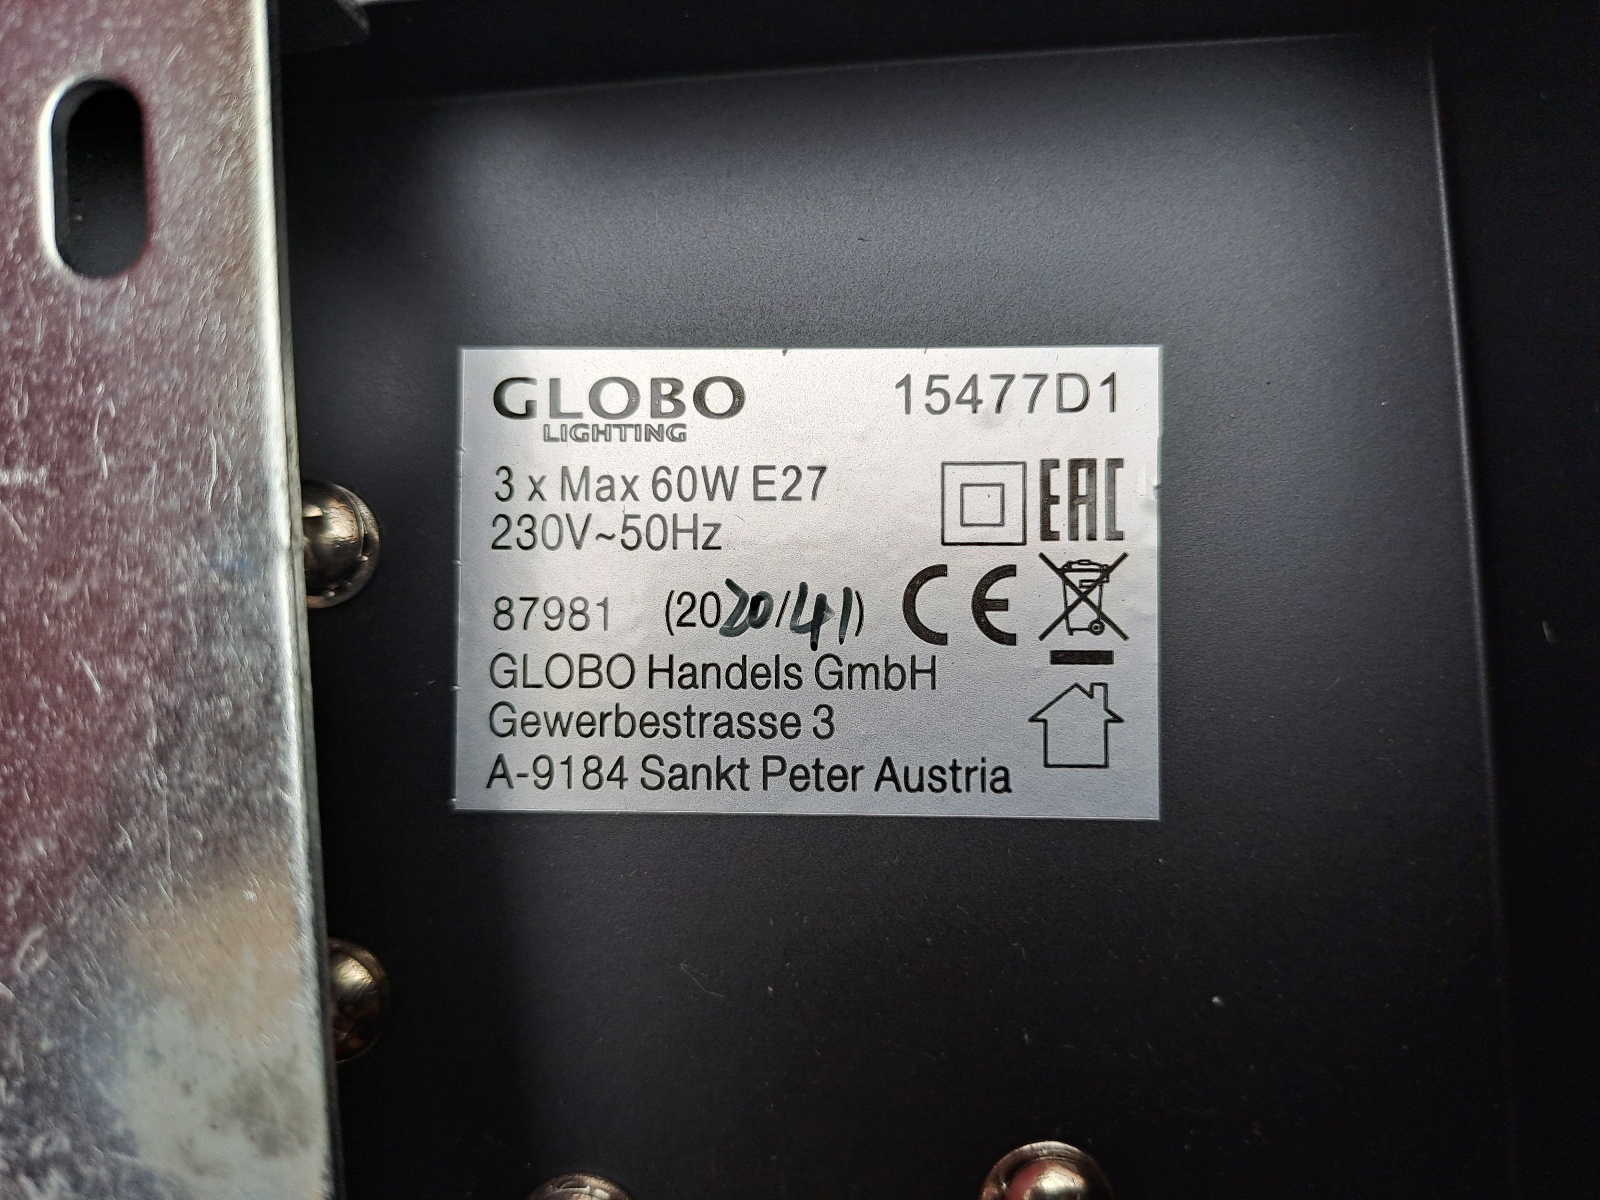 GLOBO 15477D1
LIGHTING
3 x Max 60W E27
230V~50Hz
EAC
87981 (2020/41)
CE
GLOBO Handels GmbH
Gewerbestrasse 3
A-9184 Sankt Peter Austria